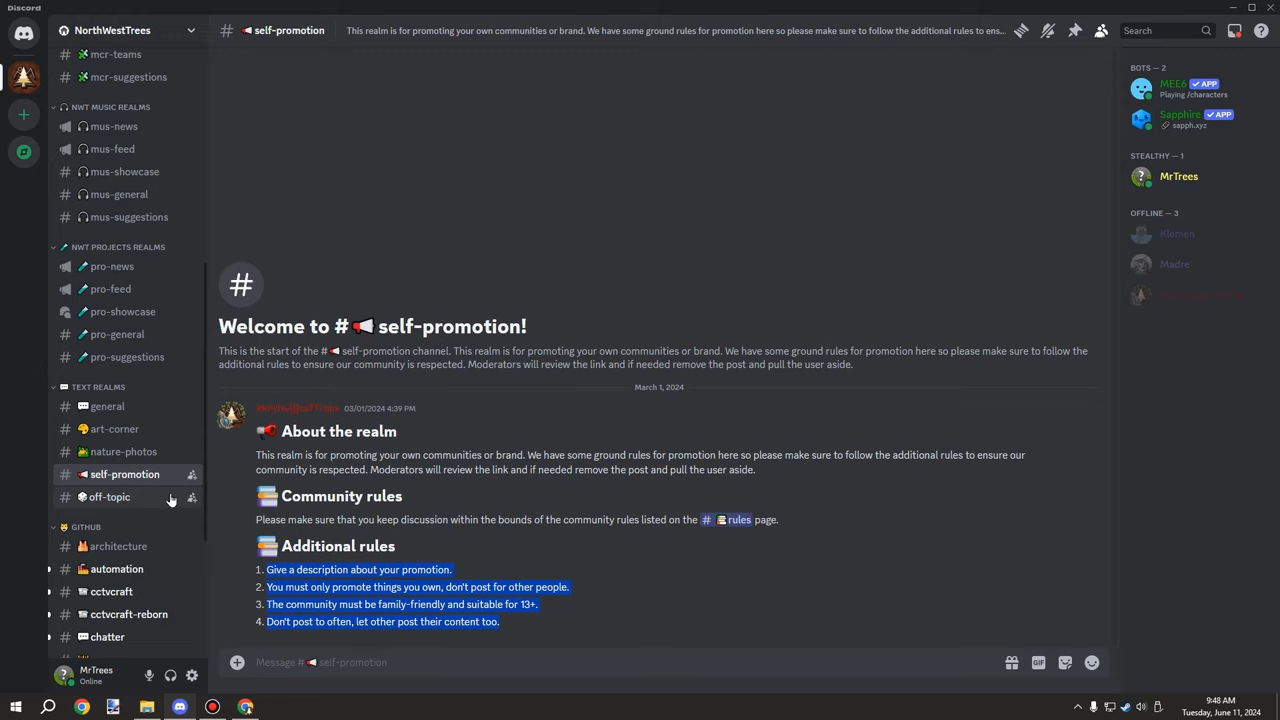 Discord
NorthWestTrees
# self-promotion
This realm is for promoting your own communities or brand. We have some ground rules for promotion here so please make sure to follow the additional rules to ens...
Search
mcr-teams
mcr-suggestions
NWT MUSIC REALMS
mus-news
mus-feed
mus-showcase
mus-general
mus-suggestions
NWT PROJECTS REALMS
pro-news
pro-feed
pro-showcase
pro-general
pro-suggestions
TEXT REALMS
general
art-corner
nature-photos
self-promotion
off-topic
GITHUB
architecture
automation
cctvcraft
cctvcraft-reborn
chatter
MrTrees
Online
Welcome to # self-promotion!
This is the start of the # self-promotion channel. This realm is for promoting your own communities or brand. We have some ground rules for promotion here so please make sure to follow the
additional rules to ensure our community is respected. Moderators will review the link and if needed remove the post and pull the user aside.
March 1, 2024
03/01/2024 4:39 PM
About the realm
This realm is for promoting your own communities or brand. We have some ground rules for promotion here so please make sure to follow the additional rules to ensure our
community is respected. Moderators will review the link and if needed remove the post and pull the user aside.
Community rules
Please make sure that you keep discussion within the bounds of the community rules listed on the # rules page.
Additional rules
1. Give a description about your promotion.
2. You must only promote things you own, don't post for other people.
3. The community must be family-friendly and suitable for 13+.
4. Don't post to often, let other post their content too.
Message # self-promotion
GIF
BOTS — 2
MEE6 ✓ APP
Playing /characters
Sapphire ✓ APP
sapph.xyz
STEALTHY — 1
MrTrees
OFFLINE — 3
Klemen
Madre
9:48 AM
Tuesday, June 11, 2024